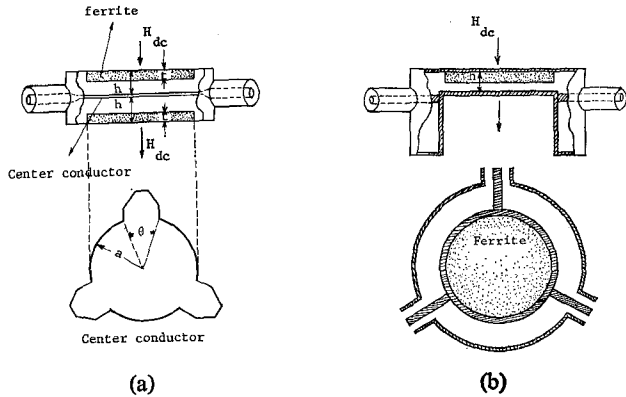 ferrite
H dc
h
t
h
t
H dc
Center conductor
θ
a
Center conductor
(a)
H dc
h
Ferrite
(b)